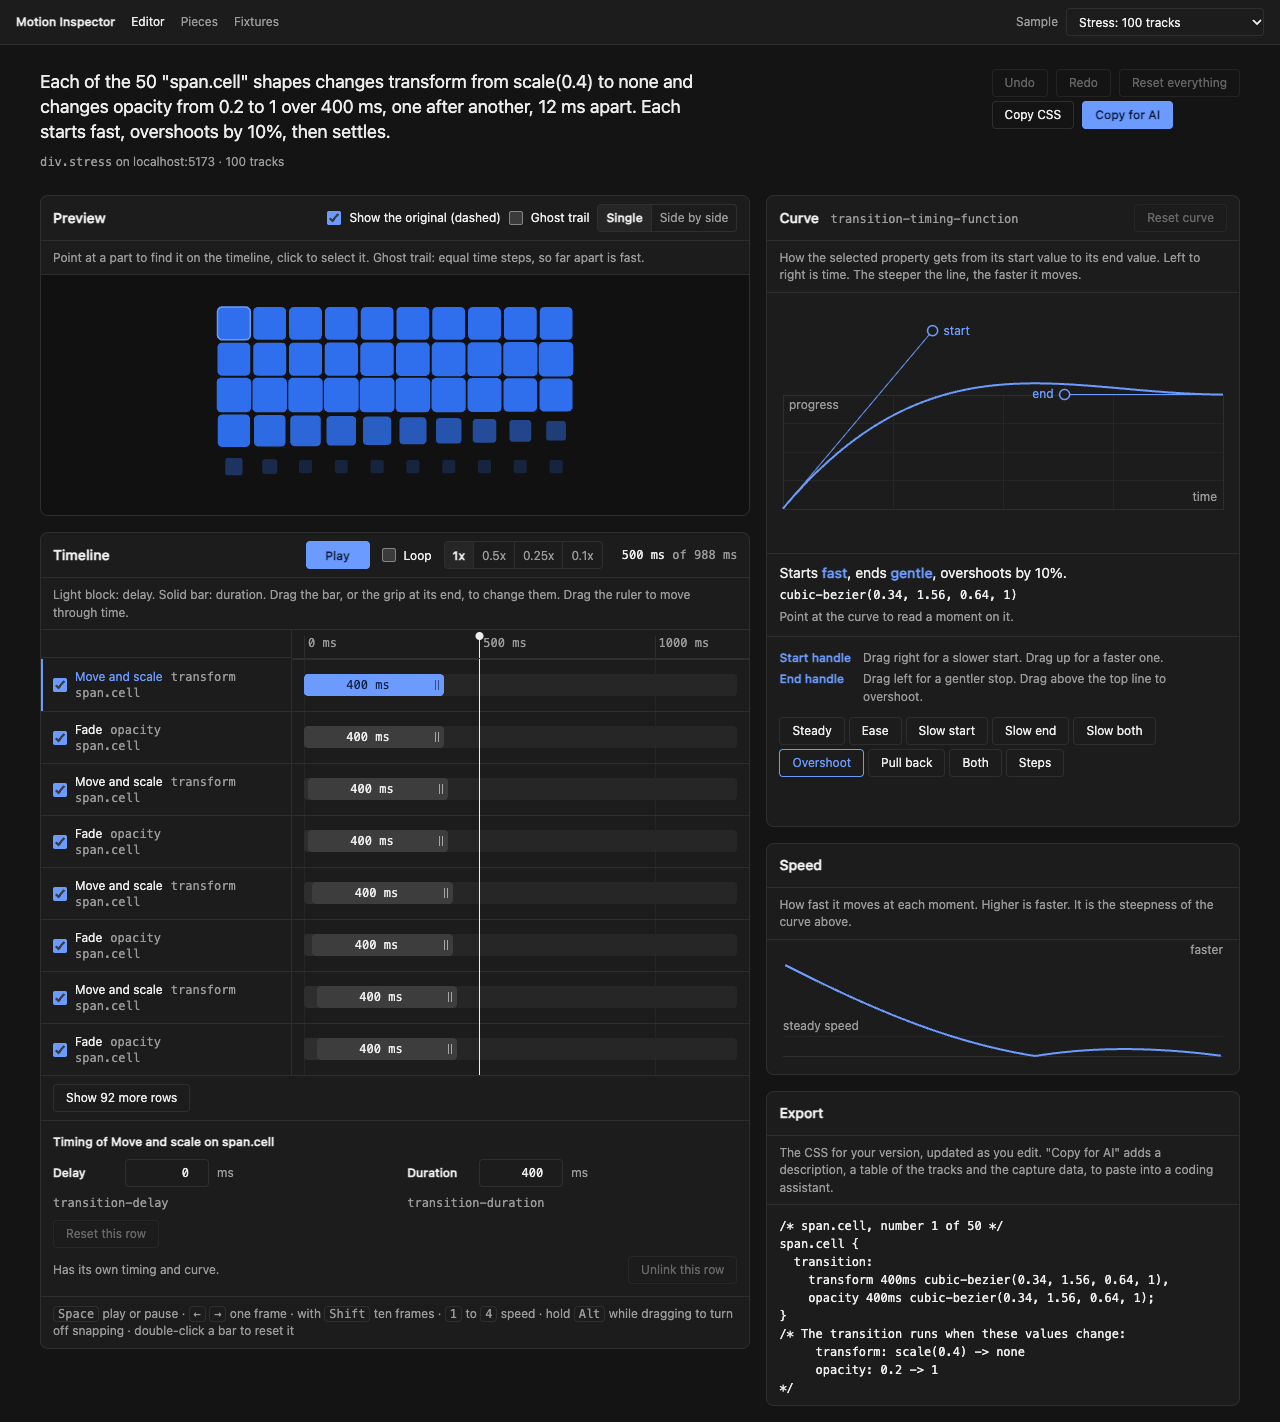 Motion Inspector Editor Pieces Fixtures Sample Stress: 100 tracks
Each of the 50 "span.cell" shapes changes transform from scale(0.4) to none and
changes opacity from 0.2 to 1 over 400 ms, one after another, 12 ms apart. Each
starts fast, overshoots by 10%, then settles.
div.stress on localhost:5173 · 100 tracks
Undo Redo Reset everything
Copy CSS Copy for AI
Preview Show the original (dashed) Ghost trail Single Side by side
Point at a part to find it on the timeline, click to select it. Ghost trail: equal time steps, so far apart is fast.
Timeline Play Loop 1x 0.5x 0.25x 0.1x 500 ms of 988 ms
Light block: delay. Solid bar: duration. Drag the bar, or the grip at its end, to change them. Drag the ruler to move
through time.
0 ms 500 ms 1000 ms
Move and scale transform
span.cell
400 ms
Fade opacity
span.cell
400 ms
Move and scale transform
span.cell
400 ms
Fade opacity
span.cell
400 ms
Move and scale transform
span.cell
400 ms
Fade opacity
span.cell
400 ms
Move and scale transform
span.cell
400 ms
Fade opacity
span.cell
400 ms
Show 92 more rows
Timing of Move and scale on span.cell
Delay 0 ms Duration 400 ms
transition-delay transition-duration
Reset this row
Has its own timing and curve. Unlink this row
Space play or pause · ← → one frame · with Shift ten frames · 1 to 4 speed · hold Alt while dragging to turn
off snapping · double-click a bar to reset it
Curve transition-timing-function Reset curve
How the selected property gets from its start value to its end value. Left to
right is time. The steeper the line, the faster it moves.
start
end
progress
time
Starts fast, ends gentle, overshoots by 10%.
cubic-bezier(0.34, 1.56, 0.64, 1)
Point at the curve to read a moment on it.
Start handle Drag right for a slower start. Drag up for a faster one.
End handle Drag left for a gentler stop. Drag above the top line to
overshoot.
Steady Ease Slow start Slow end Slow both
Overshoot Pull back Both Steps
Speed
How fast it moves at each moment. Higher is faster. It is the steepness of the
curve above.
faster
steady speed
Export
The CSS for your version, updated as you edit. "Copy for AI" adds a
description, a table of the tracks and the capture data, to paste into a coding
assistant.
/* span.cell, number 1 of 50 */
span.cell {
transition:
transform 400ms cubic-bezier(0.34, 1.56, 0.64, 1),
opacity 400ms cubic-bezier(0.34, 1.56, 0.64, 1);
}
/* The transition runs when these values change:
transform: scale(0.4) -> none
opacity: 0.2 -> 1
*/